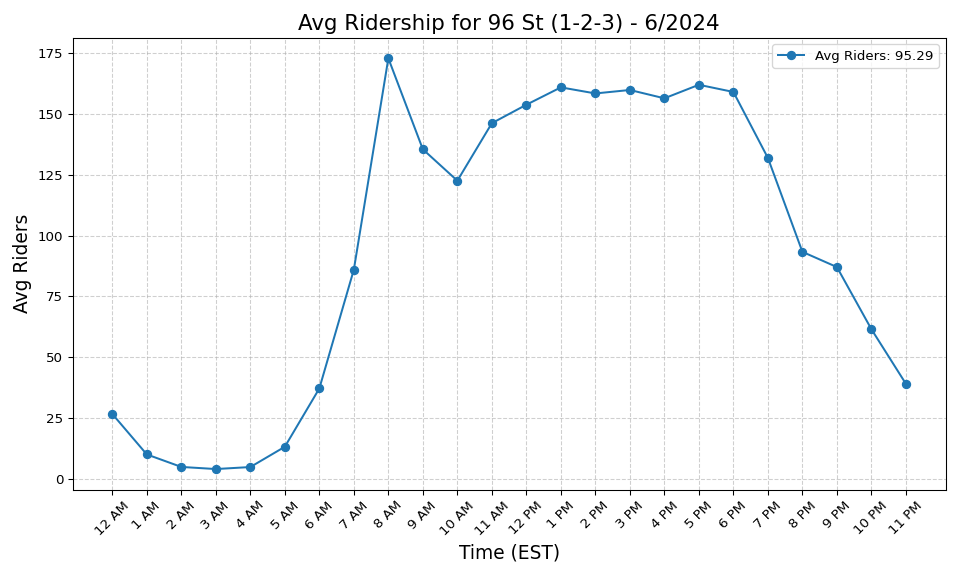 Avg Ridership for 96 St (1-2-3) - 6/2024
Avg Riders: 95.29
Avg Riders
175
150
125
100
75
50
25
0
12 AM
1 AM
2 AM
3 AM
4 AM
5 AM
6 AM
7 AM
8 AM
9 AM
10 AM
11 AM
12 PM
1 PM
2 PM
3 PM
4 PM
5 PM
6 PM
7 PM
8 PM
9 PM
10 PM
11 PM
Time (EST)